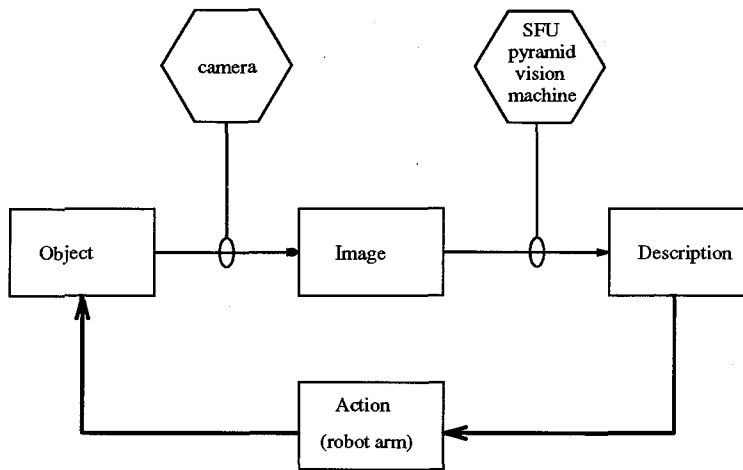 camera
SFU
pyramid
vision
machine
Object
Image
Description
Action
(robot arm)